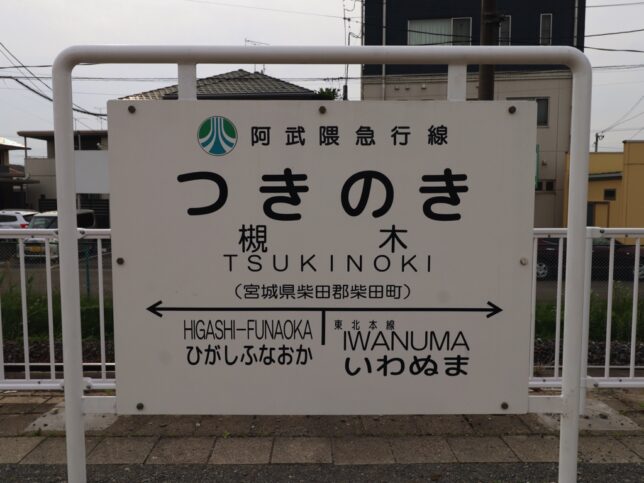 阿武隈急行線
つきのき
槻木
TSUKINOKI
（宮城県柴田郡柴田町）
HIGASHI-FUNAOKA
ひがしふなおか
東北本線
IWANUMA
いわぬま